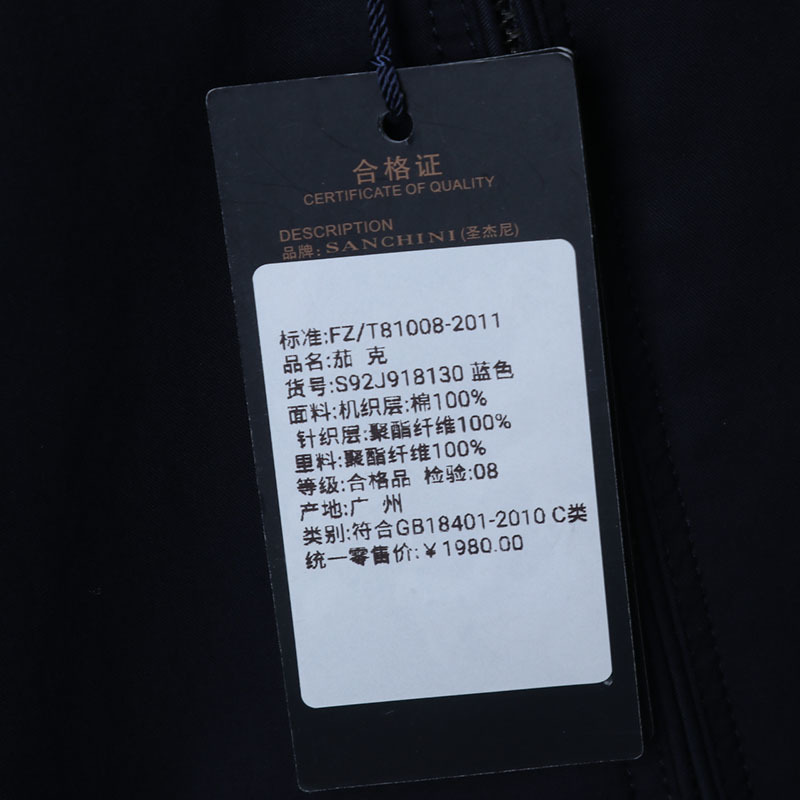 合格证
CERTIFICATE OF QUALITY
DESCRIPTION
品牌: SANCHINI(圣杰尼)
标准:FZ/T81008-2011
品名:茄 克
货号:S92J918130 蓝色
面料:机织层:棉100%
针织层:聚酯纤维100%
里料:聚酯纤维100%
等级:合格品 检验:08
产地:广 州
类别:符合GB18401-2010 C类
统一零售价:¥1980.00